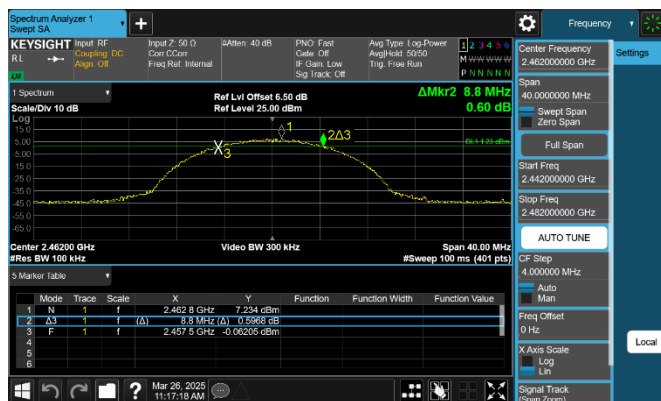 Spectrum Analyzer 1
Swept SA
Frequency
KEYSIGHT
RL
Input: RF
Coupling: DC
Align: Off
Input Z: 50 Ω
Corr CCorr
Freq Ref: Internal
#Atten: 40 dB
PNO: Fast
Gate: Off
IF Gain: Low
Sig Track: Off
Avg Type: Log-Power
Avg|Hold: 50/50
Trig: Free Run
1 2 3 4 5 6
M W W W W W
P N N N N N
LV
1 Spectrum
Scale/Div 10 dB
Ref Lvl Offset 6.50 dB
Ref Level 25.00 dBm
ΔMkr2 8.8 MHz
0.60 dB
Log
15.0
5.00
5.00
15.0
25.0
-35.0
-45.0
-55.0
-65.0
1
2Δ3
3
DL1 1.23 dBm
Center 2.46200 GHz
#Res BW 100 kHz
Video BW 300 kHz
Span 40.00 MHz
#Sweep 100 ms (401 pts)
5 Marker Table
Mode Trace Scale X Y Function Function Width Function Value
1 N 1 f 2.462 8 GHz 7.234 dBm
2 Δ3 1 f (Δ) 8.8 MHz (Δ) 0.5968 dB
3 F 1 f 2.457 5 GHz -0.06205 dBm
4
5
6
Mar 26, 2025
11:17:18 AM
Settings
Center Frequency
2.462000000 GHz
Span
40.0000000 MHz
Swept Span
Zero Span
Full Span
Start Freq
2.442000000 GHz
Stop Freq
2.482000000 GHz
AUTO TUNE
CF Step
4.000000 MHz
Auto
Man
Freq Offset
0 Hz
X Axis Scale
Log
Lin
Signal Track
(Span Zoom)
Local